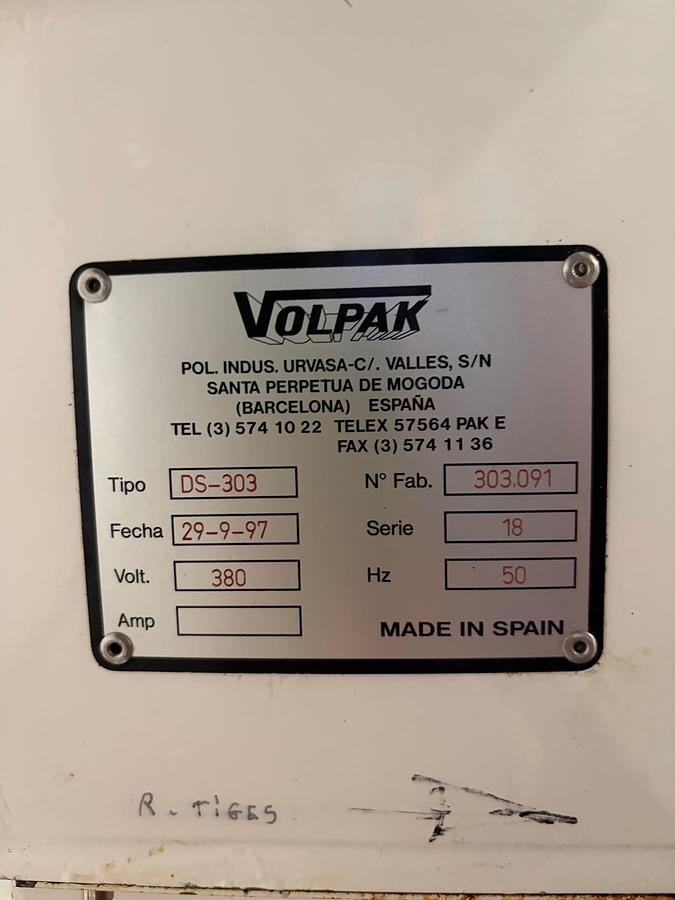 VOLPAK
POL. INDUS. URVASA-C/. VALLES, S/N
SANTA PERPETUA DE MOGODA
(BARCELONA) ESPAÑA
TEL (3) 574 10 22 TELEX 57564 PAK E
FAX (3) 574 11 36
Tipo DS-303 N° Fab. 303.091
Fecha 29-9-97 Serie 18
Volt. 380 Hz 50
Amp MADE IN SPAIN
R. TiGES